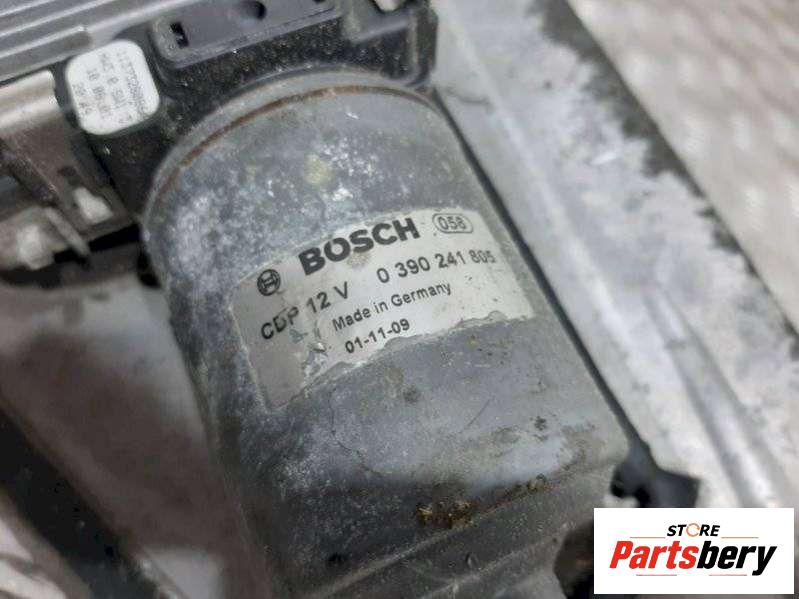 BOSCH 058
CDP 12 V 0 390 241 805
Made in Germany
01-11-09
STORE
Partsbery